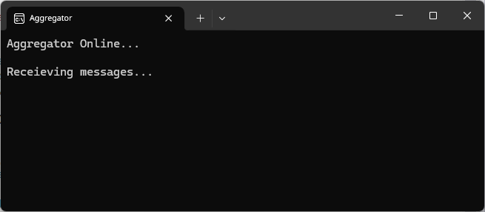 Aggregator
Aggregator Online...
Receieving messages...